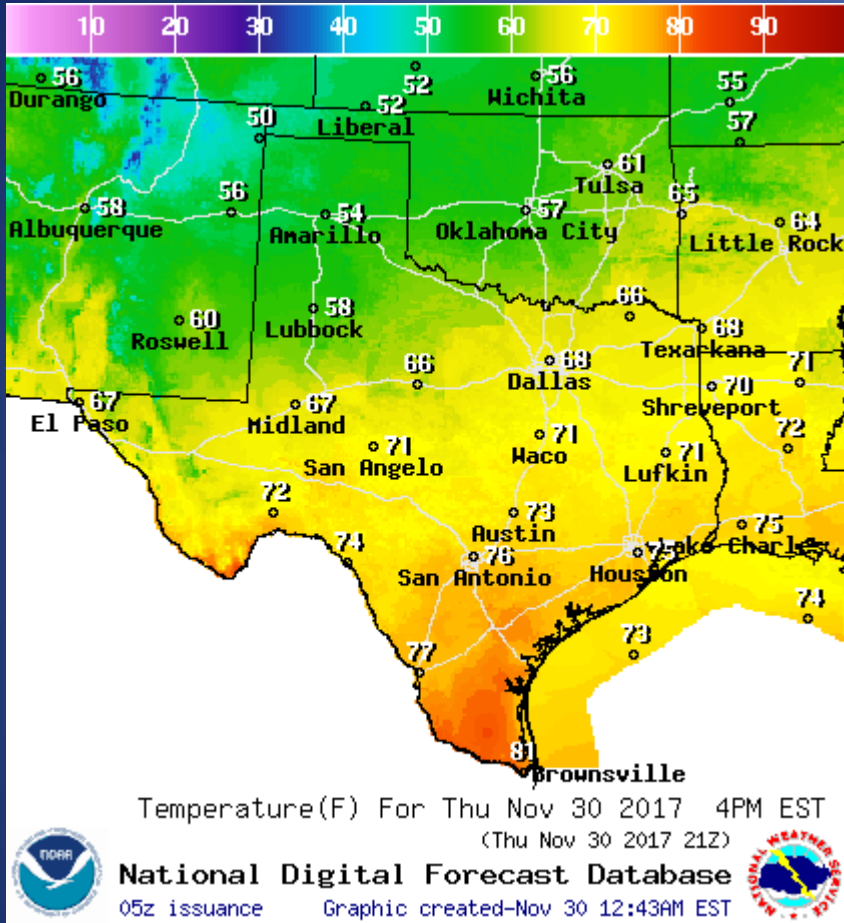 10 20 30 40 50 60 70 80 90
56 52 56 55
Durango 52 Wichita
50 Liberal 57
61
Tulsa
58 56 54 57 65 64
Albuquerque Amarillo Oklahoma City Little Rock
60 58 66
Roswell Lubbock 68
Texarkana
66 68 71
Dallas 70
67 67 Shreveport
El Paso Midland
71 71 71 72
San Angelo Waco Lufkin
72 73 75
Austin
74 76 75 Lake Charles
San Antonio Houston
74
73
77
81
Brownsville
Temperature(F) For Thu Nov 30 2017 4PM EST
(Thu Nov 30 2017 21Z)
NOAA
NATIONAL WEATHER SERVICE
National Digital Forecast Database
05z issuance Graphic created-Nov 30 12:43AM EST